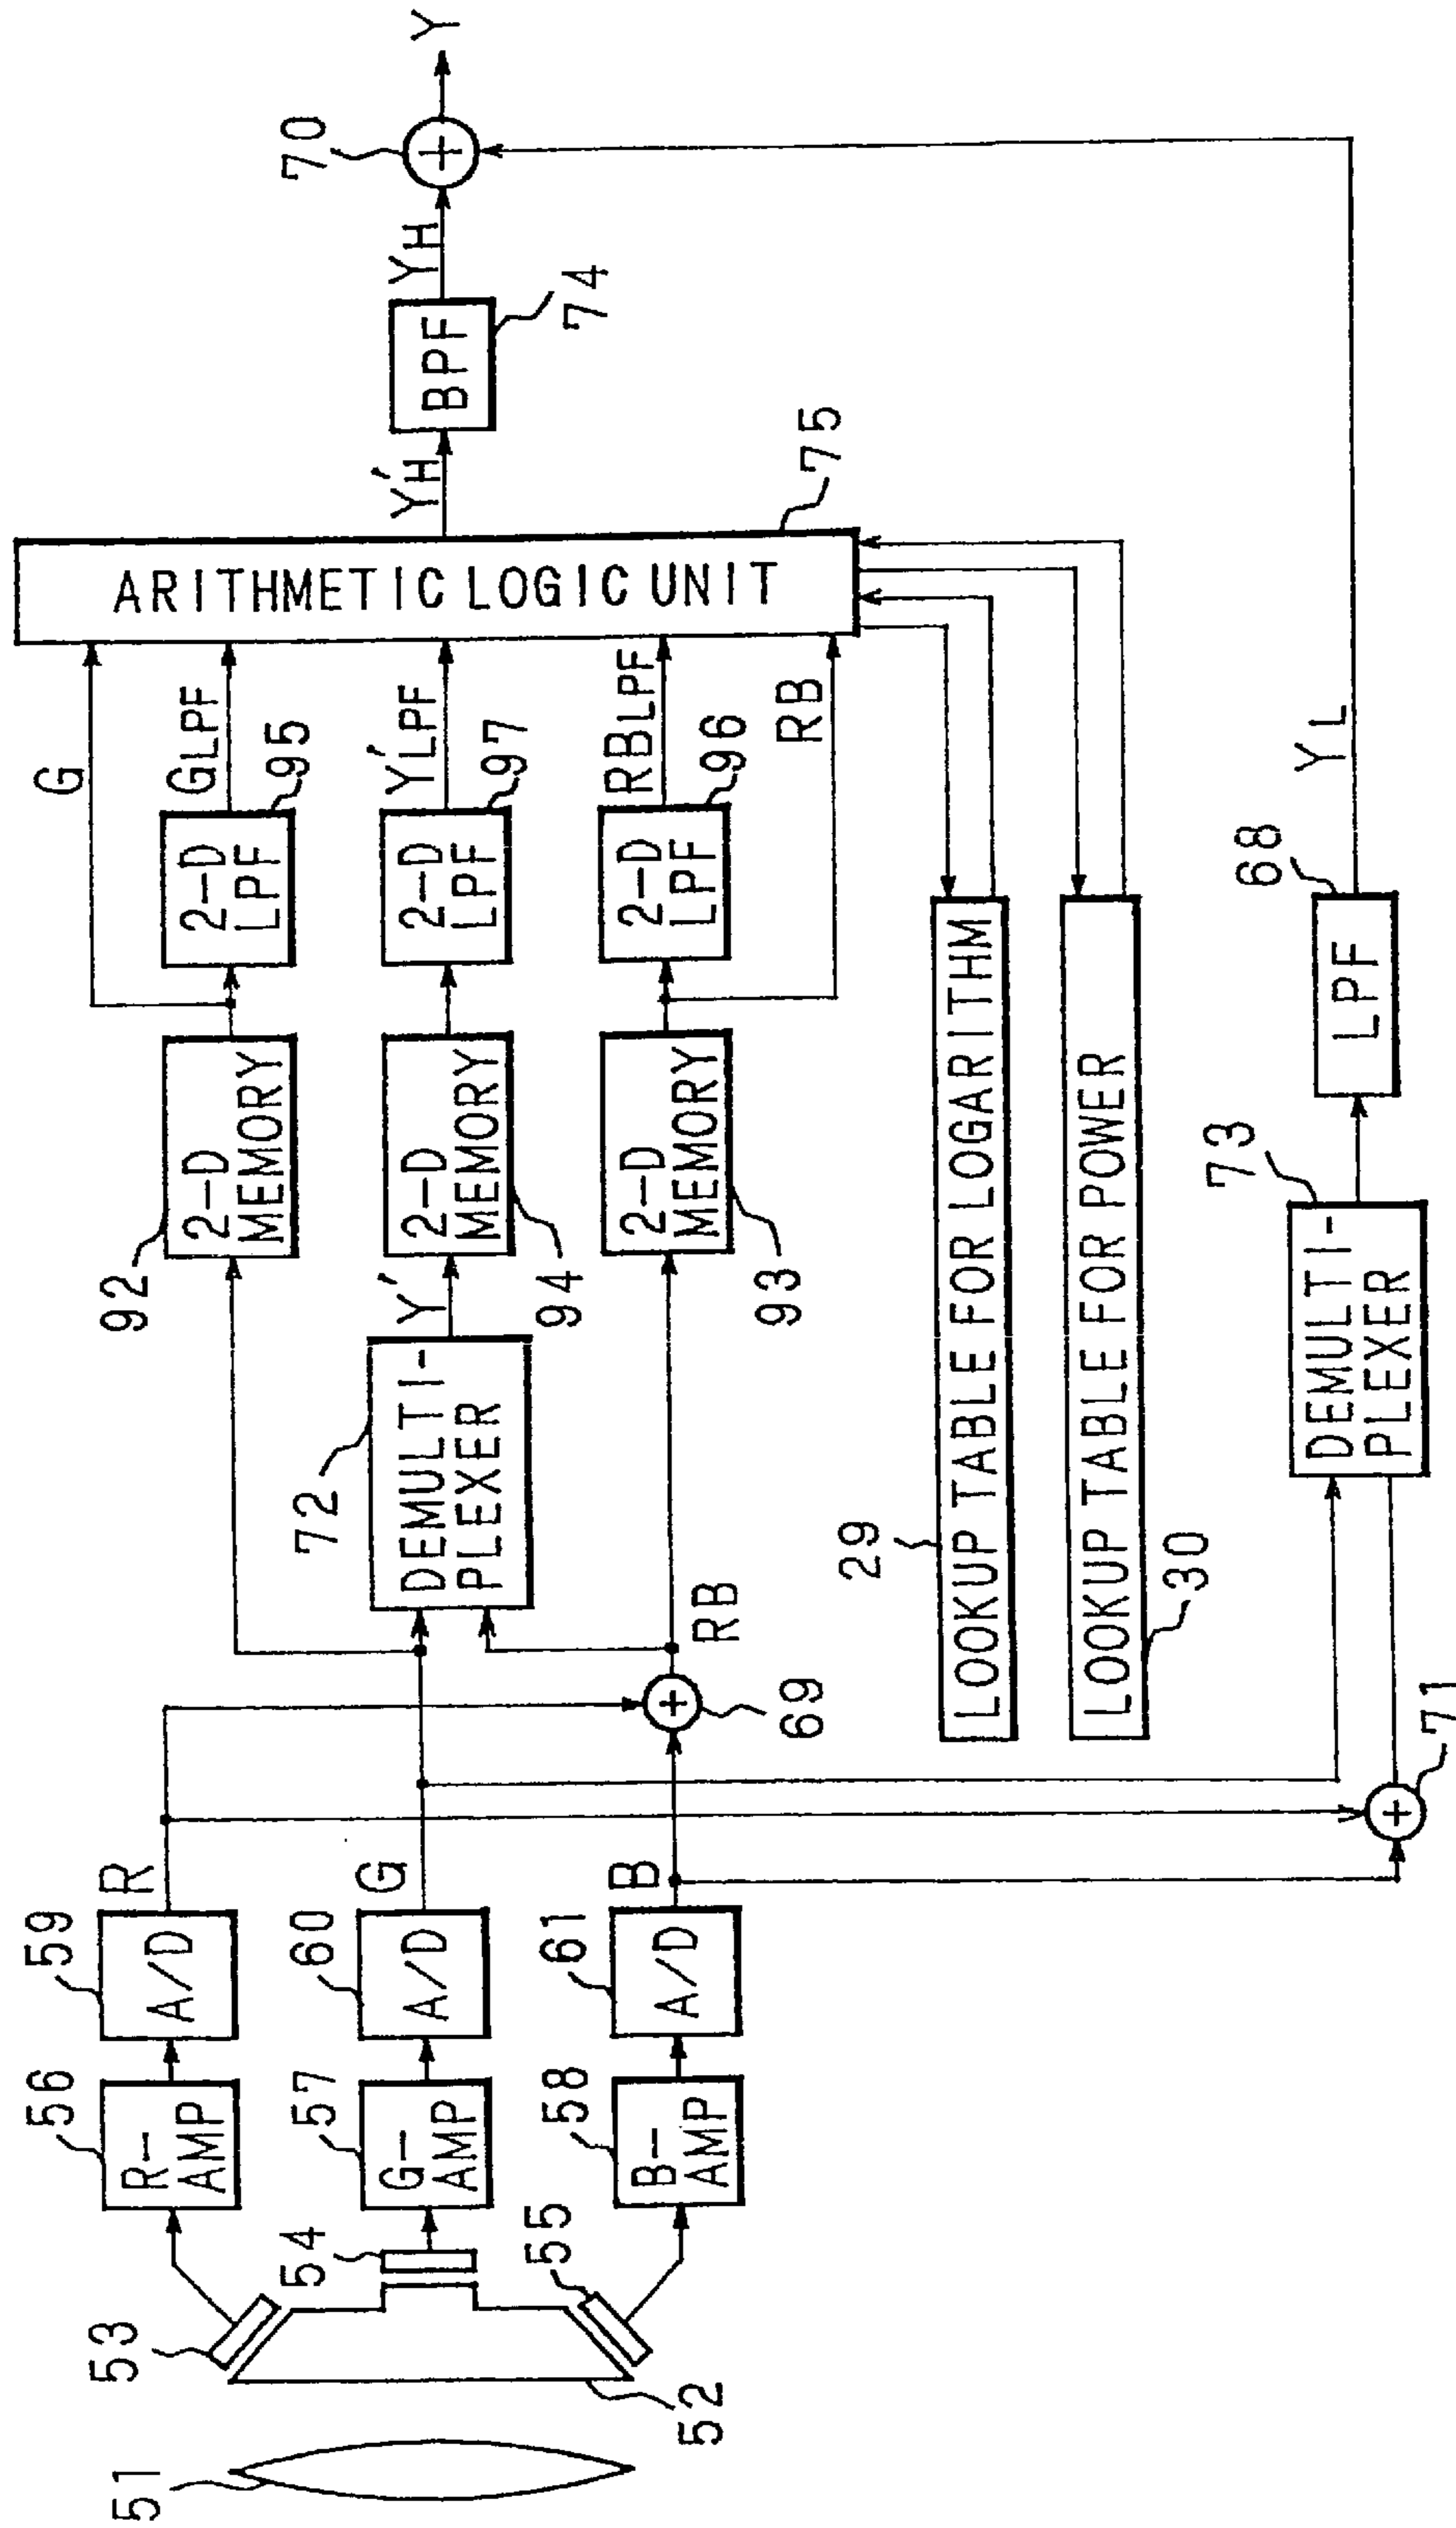 51
52
53
54
55
R-
AMP
56
G-
AMP
57
B-
AMP
58
A/D
59
A/D
60
A/D
61
R
G
B
69
71
RB
72
DEMULTI-
PLEXER
Y'
92
2-D
MEMORY
2-D
MEMORY
94
2-D
MEMORY
93
2-D
LPF
95
2-D
LPF
97
2-D
LPF
96
G
GLPF
Y'LPF
RBLPF
RB
ARITHMETIC LOGIC UNIT
75
Y'H
BPF
74
YH
70
Y
29
LOOKUP TABLE FOR LOGARITHM
LOOKUP TABLE FOR POWER
30
DEMULTI-
PLEXER
73
LPF
68
YL